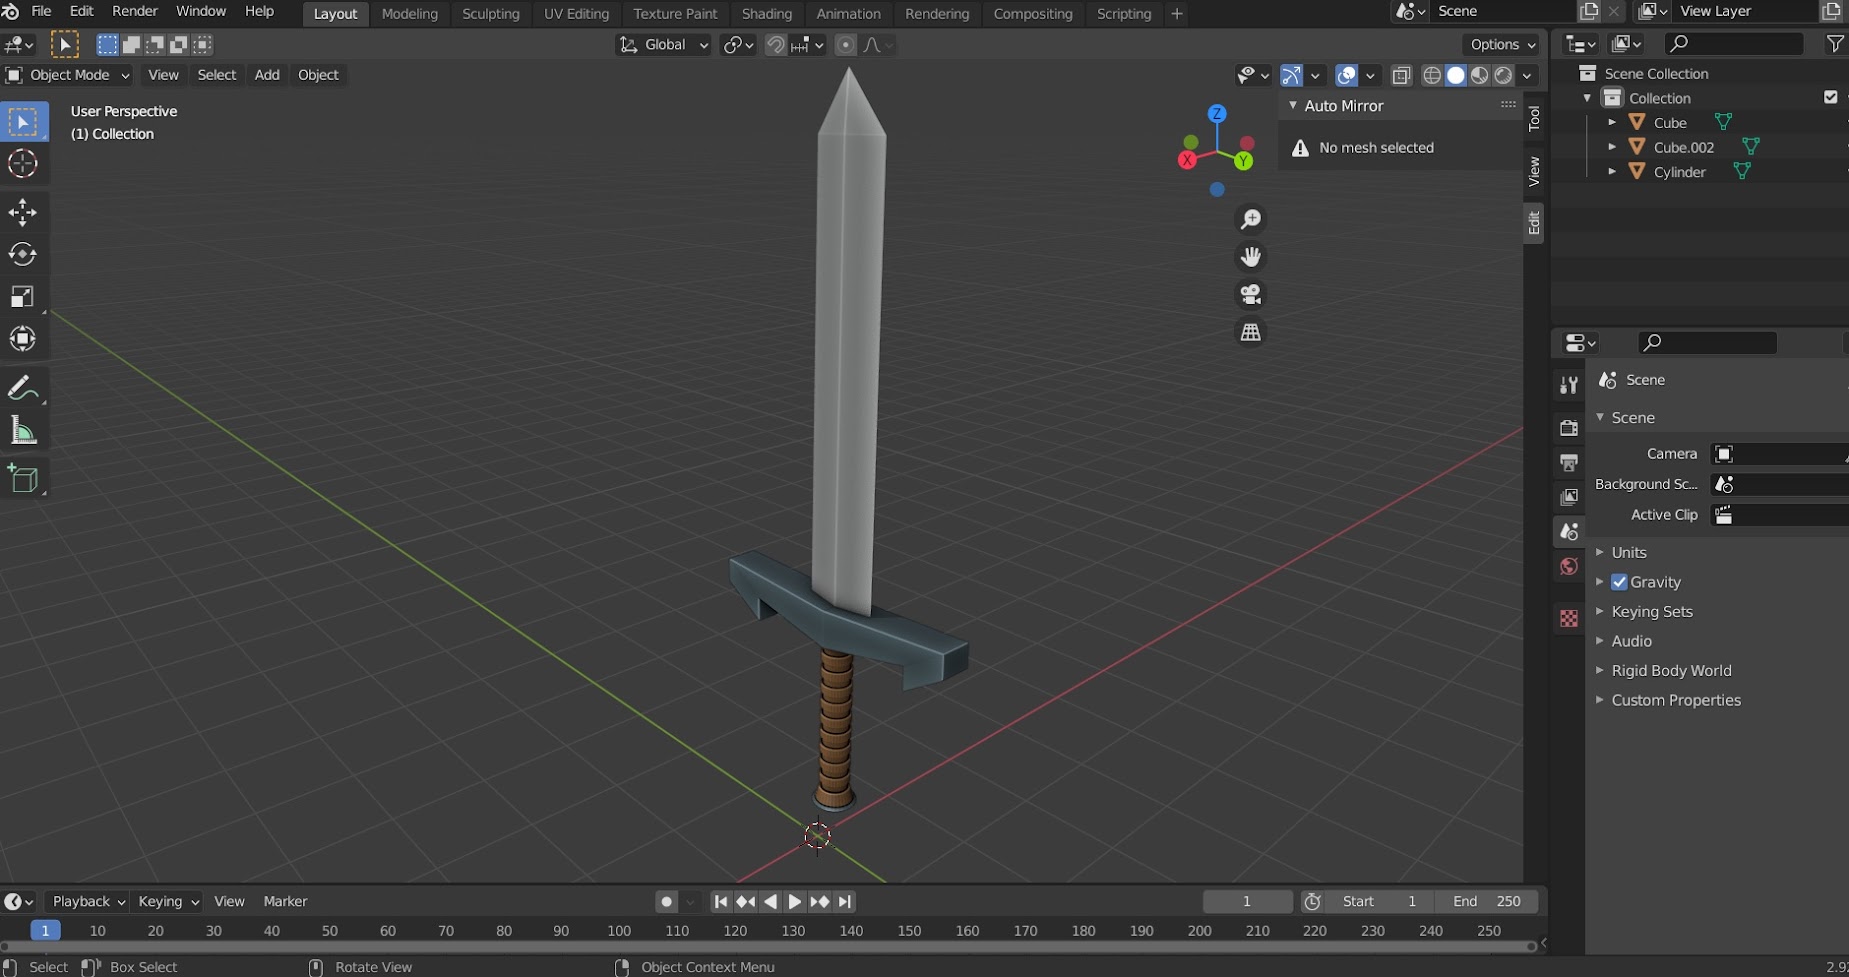 File Edit Render Window Help Layout Modeling Sculpting UV Editing Texture Paint Shading Animation Rendering Compositing Scripting + Scene View Layer
Global Options
Object Mode View Select Add Object
User Perspective
(1) Collection
Z
X
Y
Auto Mirror
No mesh selected
Tool
View
Edit
Scene Collection
Collection
Cube
Cube.002
Cylinder
Scene
Scene
Camera
Background Sc...
Active Clip
Units
Gravity
Keying Sets
Audio
Rigid Body World
Custom Properties
Playback Keying View Marker 1 Start 1 End 250
1 10 20 30 40 50 60 70 80 90 100 110 120 130 140 150 160 170 180 190 200 210 220 230 240 250
Select Box Select Rotate View Object Context Menu